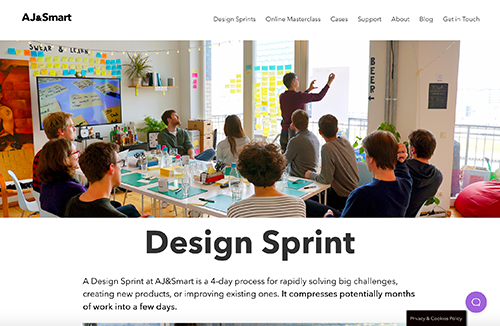 AJ&Smart
Design Sprints Online Masterclass Cases Support About Blog Get in Touch
SWEAR & LEARN
BEER
Design Sprint
A Design Sprint at AJ&Smart is a 4-day process for rapidly solving big challenges,
creating new products, or improving existing ones. It compresses potentially months
of work into a few days.
Privacy & Cookies Policy